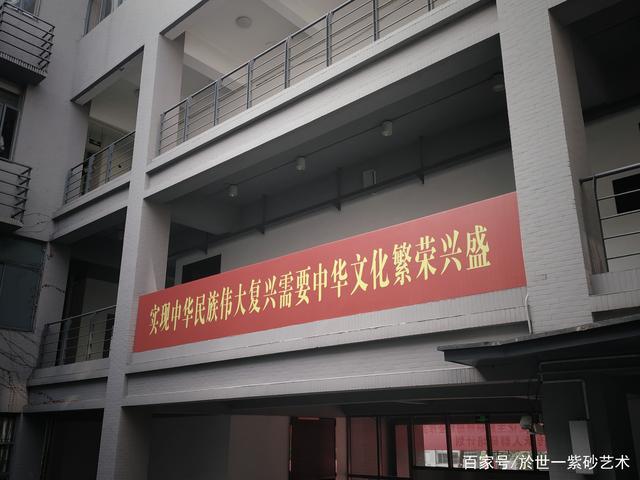 实现中华民族伟大复兴需要中华文化繁荣兴盛
百家号/於世一紫砂艺术